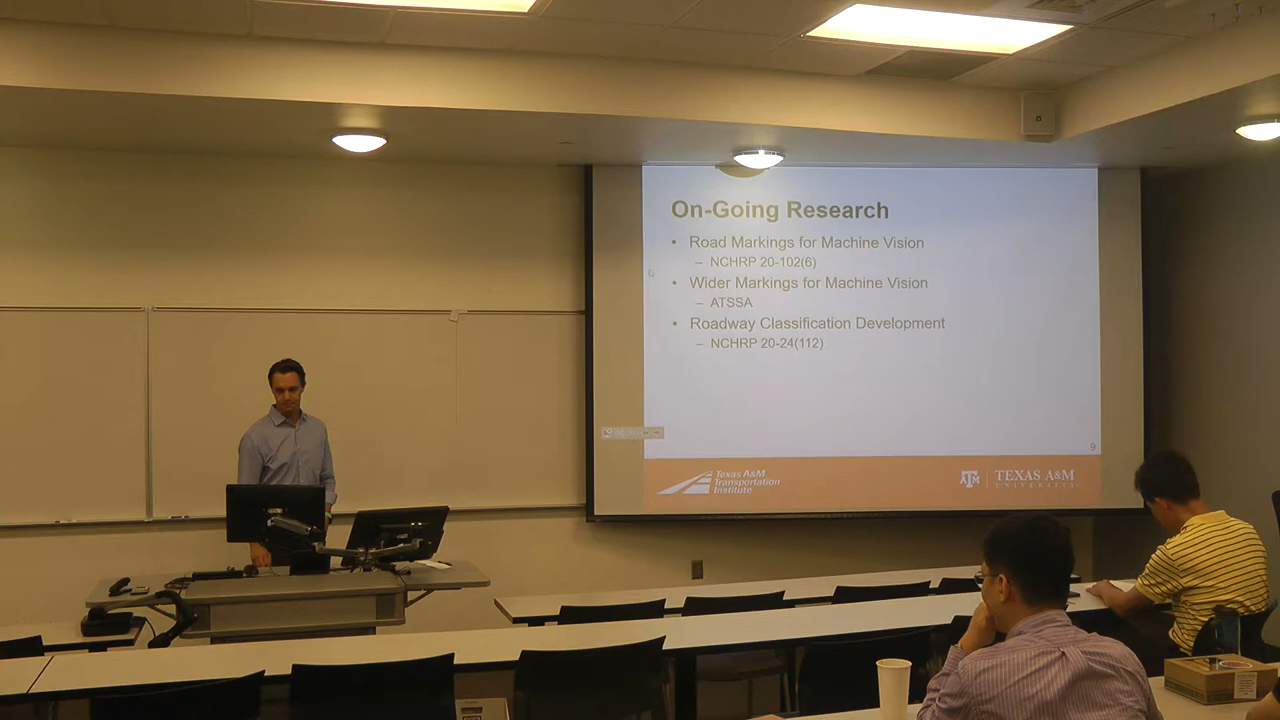 On-Going Research
• Road Markings for Machine Vision
– NCHRP 20-102(6)
• Wider Markings for Machine Vision
– ATSSA
• Roadway Classification Development
– NCHRP 20-24(112)
9
Texas A&M
Transportation
Institute
ATM
TEXAS A&M
UNIVERSITY